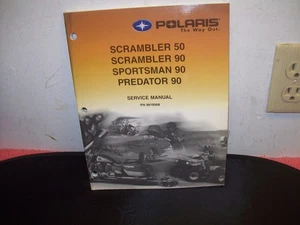 POLARIS
The Way Out.
SCRAMBLER 50
SCRAMBLER 90
SPORTSMAN 90
PREDATOR 90
SERVICE MANUAL